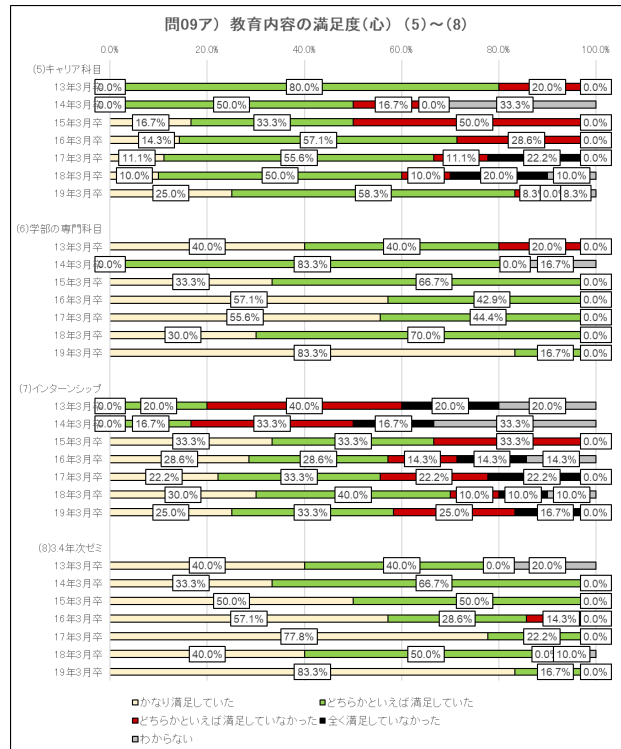 問09ア）教育内容の満足度(心) (5)～(8)
0.0% 20.0% 40.0% 60.0% 80.0% 100.0%
(5)キャリア科目
13年3月卒 0.0% 80.0% 20.0% 0.0%
14年3月卒 0.0% 50.0% 16.7% 0.0% 33.3%
15年3月卒 16.7% 33.3% 50.0% 0.0%
16年3月卒 14.3% 57.1% 28.6% 0.0%
17年3月卒 11.1% 55.6% 11.1% 22.2% 0.0%
18年3月卒 10.0% 50.0% 10.0% 20.0% 10.0%
19年3月卒 25.0% 58.3% 8.3% 0.0% 8.3%
(6)学部の専門科目
13年3月卒 40.0% 40.0% 20.0% 0.0%
14年3月卒 0.0% 83.3% 0.0% 16.7%
15年3月卒 33.3% 66.7% 0.0%
16年3月卒 57.1% 42.9% 0.0%
17年3月卒 55.6% 44.4% 0.0%
18年3月卒 30.0% 70.0% 0.0%
19年3月卒 83.3% 16.7% 0.0%
(7)インターンシップ
13年3月卒 0.0% 20.0% 40.0% 20.0% 20.0%
14年3月卒 0.0% 16.7% 33.3% 16.7% 33.3%
15年3月卒 33.3% 33.3% 33.3% 0.0%
16年3月卒 28.6% 28.6% 14.3% 14.3% 14.3%
17年3月卒 22.2% 33.3% 22.2% 22.2% 0.0%
18年3月卒 30.0% 40.0% 10.0% 10.0% 10.0%
19年3月卒 25.0% 33.3% 25.0% 16.7% 0.0%
(8)3.4年次ゼミ
13年3月卒 40.0% 40.0% 0.0% 20.0%
14年3月卒 33.3% 66.7% 0.0%
15年3月卒 50.0% 50.0% 0.0%
16年3月卒 57.1% 28.6% 14.3% 0.0%
17年3月卒 77.8% 22.2% 0.0%
18年3月卒 40.0% 50.0% 0.0% 10.0%
19年3月卒 83.3% 16.7% 0.0%
かなり満足していた どちらかといえば満足していた
どちらかといえば満足していなかった 全く満足していなかった
わからない